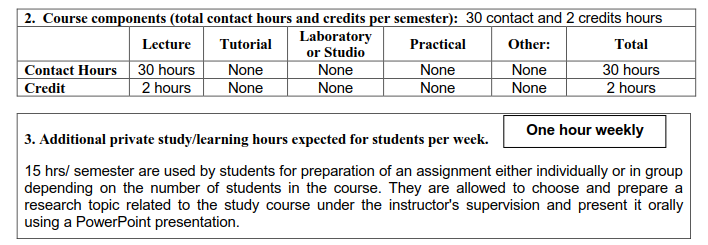 2. Course components (total contact hours and credits per semester): 30 contact and 2 credits hours
Lecture Tutorial Laboratory or Studio Practical Other: Total
Contact Hours 30 hours None None None None 30 hours
Credit 2 hours None None None None 2 hours
3. Additional private study/learning hours expected for students per week. One hour weekly
15 hrs/ semester are used by students for preparation of an assignment either individually or in group
depending on the number of students in the course. They are allowed to choose and prepare a
research topic related to the study course under the instructor's supervision and present it orally
using a PowerPoint presentation.